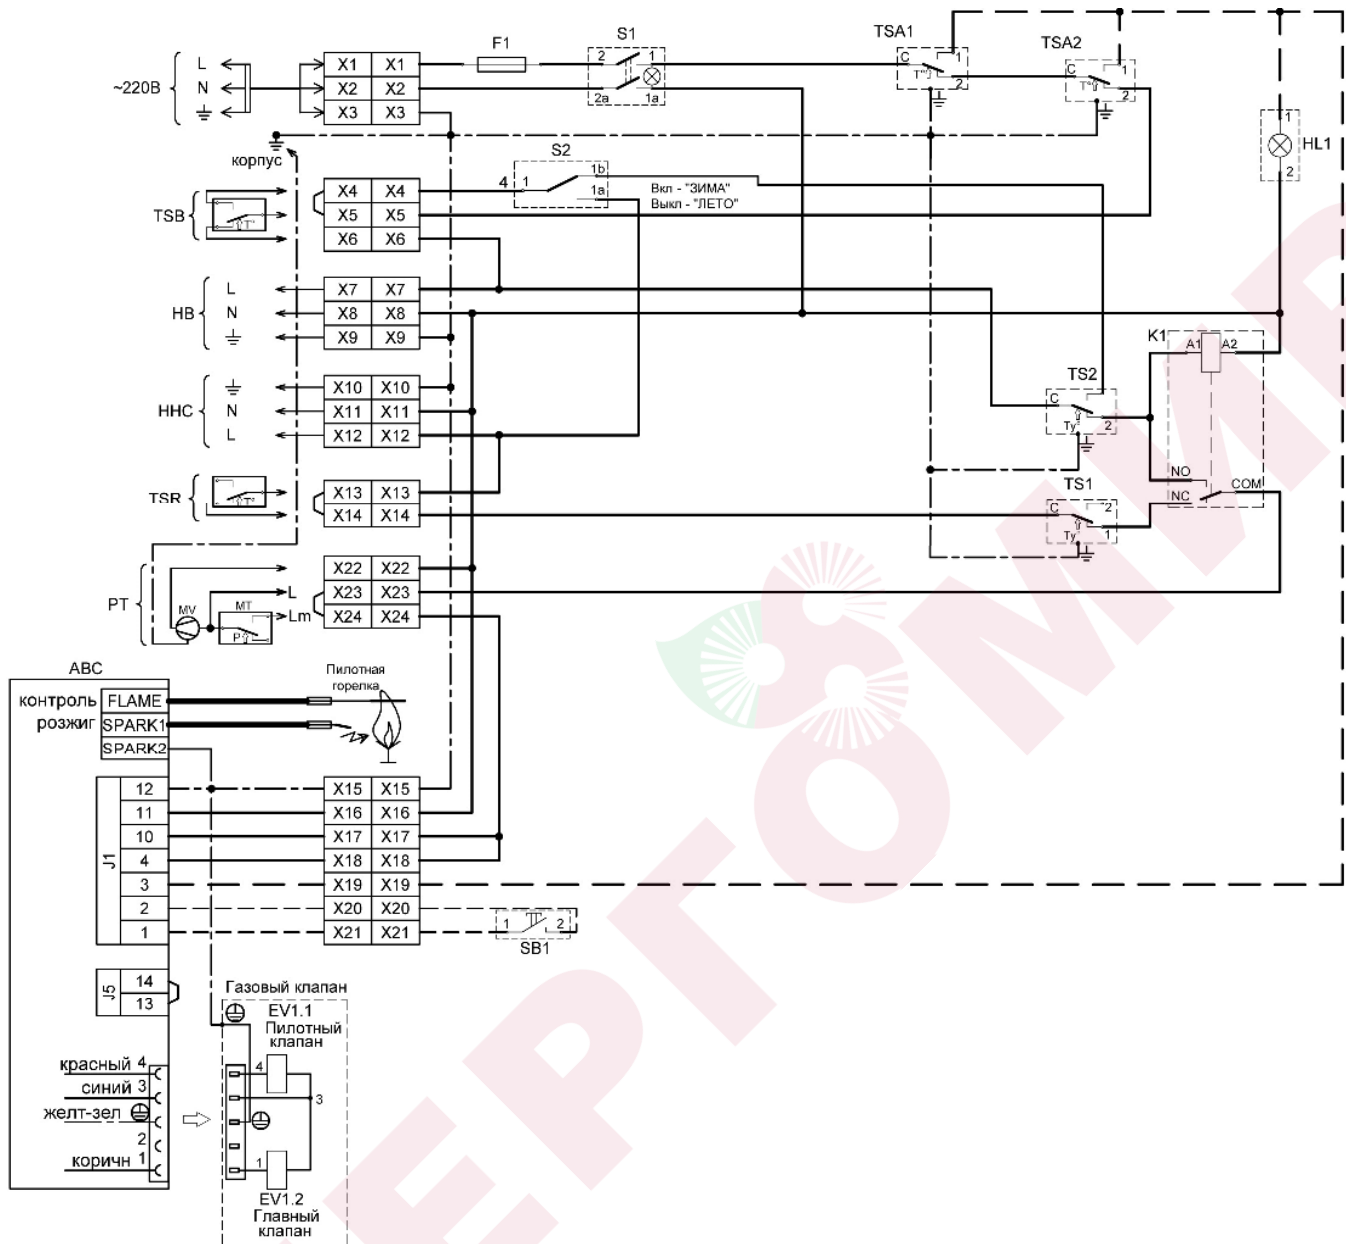 ~220В
L
N
X1 X1
X2 X2
X3 X3
F1
S1
2 1
2a 1a
TSA1
C 1
T°
2
TSA2
C 1
T°
2
HL1
1
2
корпус
TSB
T°
X4 X4
X5 X5
X6 X6
S2
4 1 1b
1a
Вкл - "ЗИМА"
Выкл - "ЛЕТО"
НВ
L
N
X7 X7
X8 X8
X9 X9
ННС
N
L
X10 X10
X11 X11
X12 X12
TSR
T°
X13 X13
X14 X14
K1
A1 A2
NO
NC
COM
TS2
C
Ty°
2
TS1
C 2
Ty°
1
PT
MV
MT
P
L
Lm
X22 X22
X23 X23
X24 X24
ABC
контроль FLAME
розжиг SPARK1
SPARK2
Пилотная
горелка
J1
12 X15 X15
11 X16 X16
10 X17 X17
4 X18 X18
3 X19 X19
2 X20 X20
1 X21 X21
1 2
SB1
J5
14
13
красный 4
синий 3
желт-зел
2
коричн 1
Газовый клапан
EV1.1
Пилотный
клапан
4
3
1
EV1.2
Главный
клапан
ЕРГОМИР